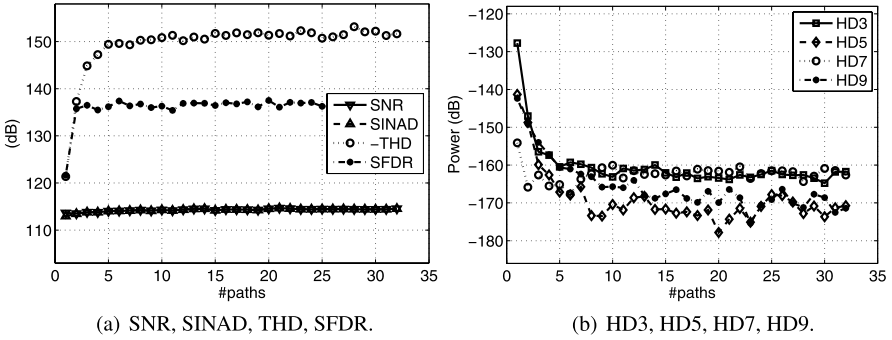 150
140
130
120
110
(dB)
0 5 10 15 20 25 30 35
#paths
SNR
SINAD
−THD
SFDR
(a) SNR, SINAD, THD, SFDR.
−120
−130
−140
−150
−160
−170
−180
Power (dB)
0 5 10 15 20 25 30 35
#paths
HD3
HD5
HD7
HD9
(b) HD3, HD5, HD7, HD9.